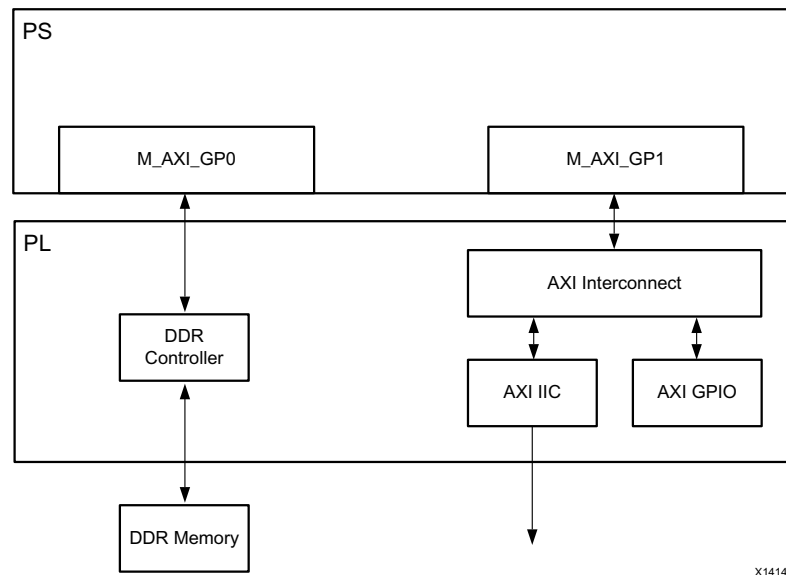 PS
M_AXI_GP0
M_AXI_GP1
PL
AXI Interconnect
DDR
Controller
AXI IIC
AXI GPIO
DDR Memory
X1414